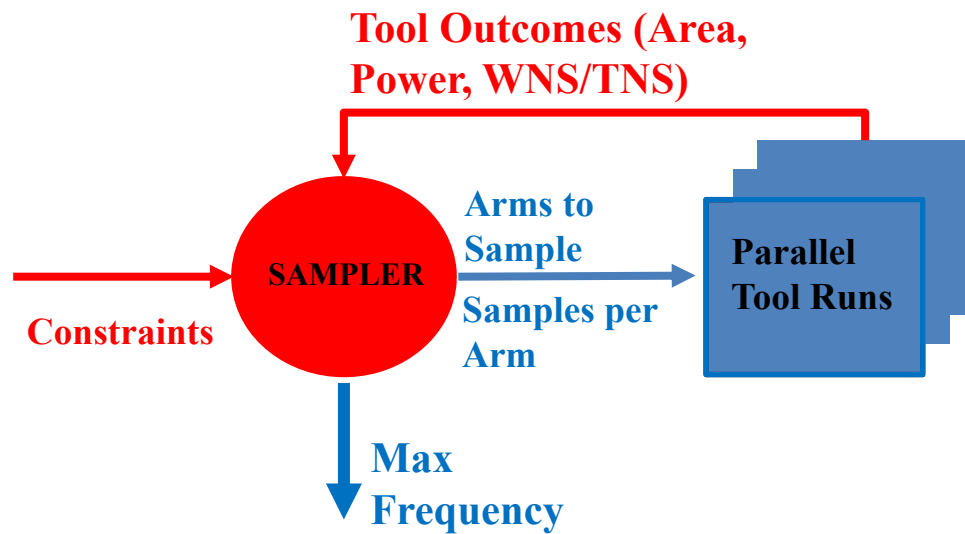 Tool Outcomes (Area,
Power, WNS/TNS)
Arms to
Sample
SAMPLER
Parallel
Tool Runs
Constraints
Samples per
Arm
Max
Frequency